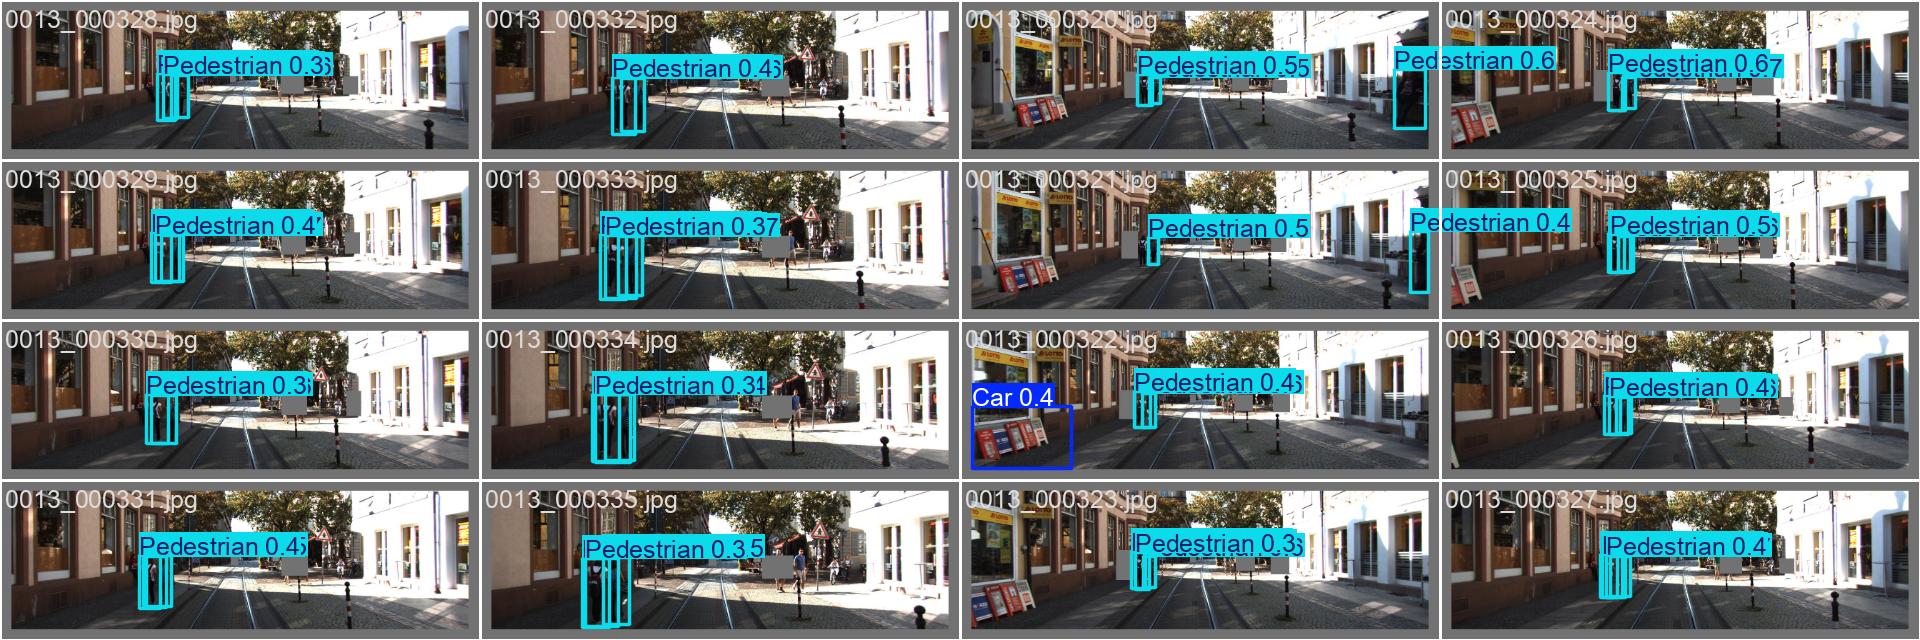 0013_000328.jpg
Pedestrian 0.3
0013_000332.jpg
Pedestrian 0.4
0013_000320.jpg
Pedestrian 0.55
Pedestrian 0.6
0013_000324.jpg
Pedestrian 0.67
0013_000329.jpg
Pedestrian 0.4
0013_000333.jpg
Pedestrian 0.37
0013_000321.jpg
Pedestrian 0.5
Pedestrian 0.4
0013_000325.jpg
Pedestrian 0.5
0013_000330.jpg
Pedestrian 0.3
0013_000334.jpg
Pedestrian 0.34
0013_000322.jpg
Car 0.4
Pedestrian 0.4
0013_000326.jpg
Pedestrian 0.4
0013_000331.jpg
Pedestrian 0.4
0013_000335.jpg
Pedestrian 0.3.5
0013_000323.jpg
Pedestrian 0.3
0013_000327.jpg
Pedestrian 0.4